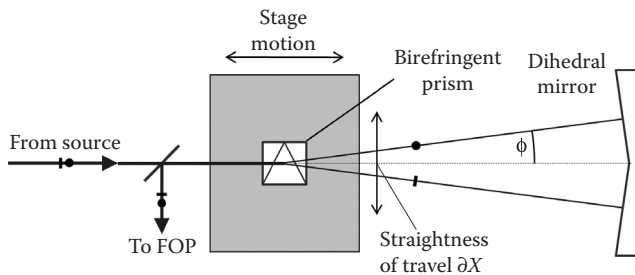 Stage
motion
Birefringent
prism
Dihedral
mirror
From source
ϕ
To FOP
Straightness
of travel ∂X